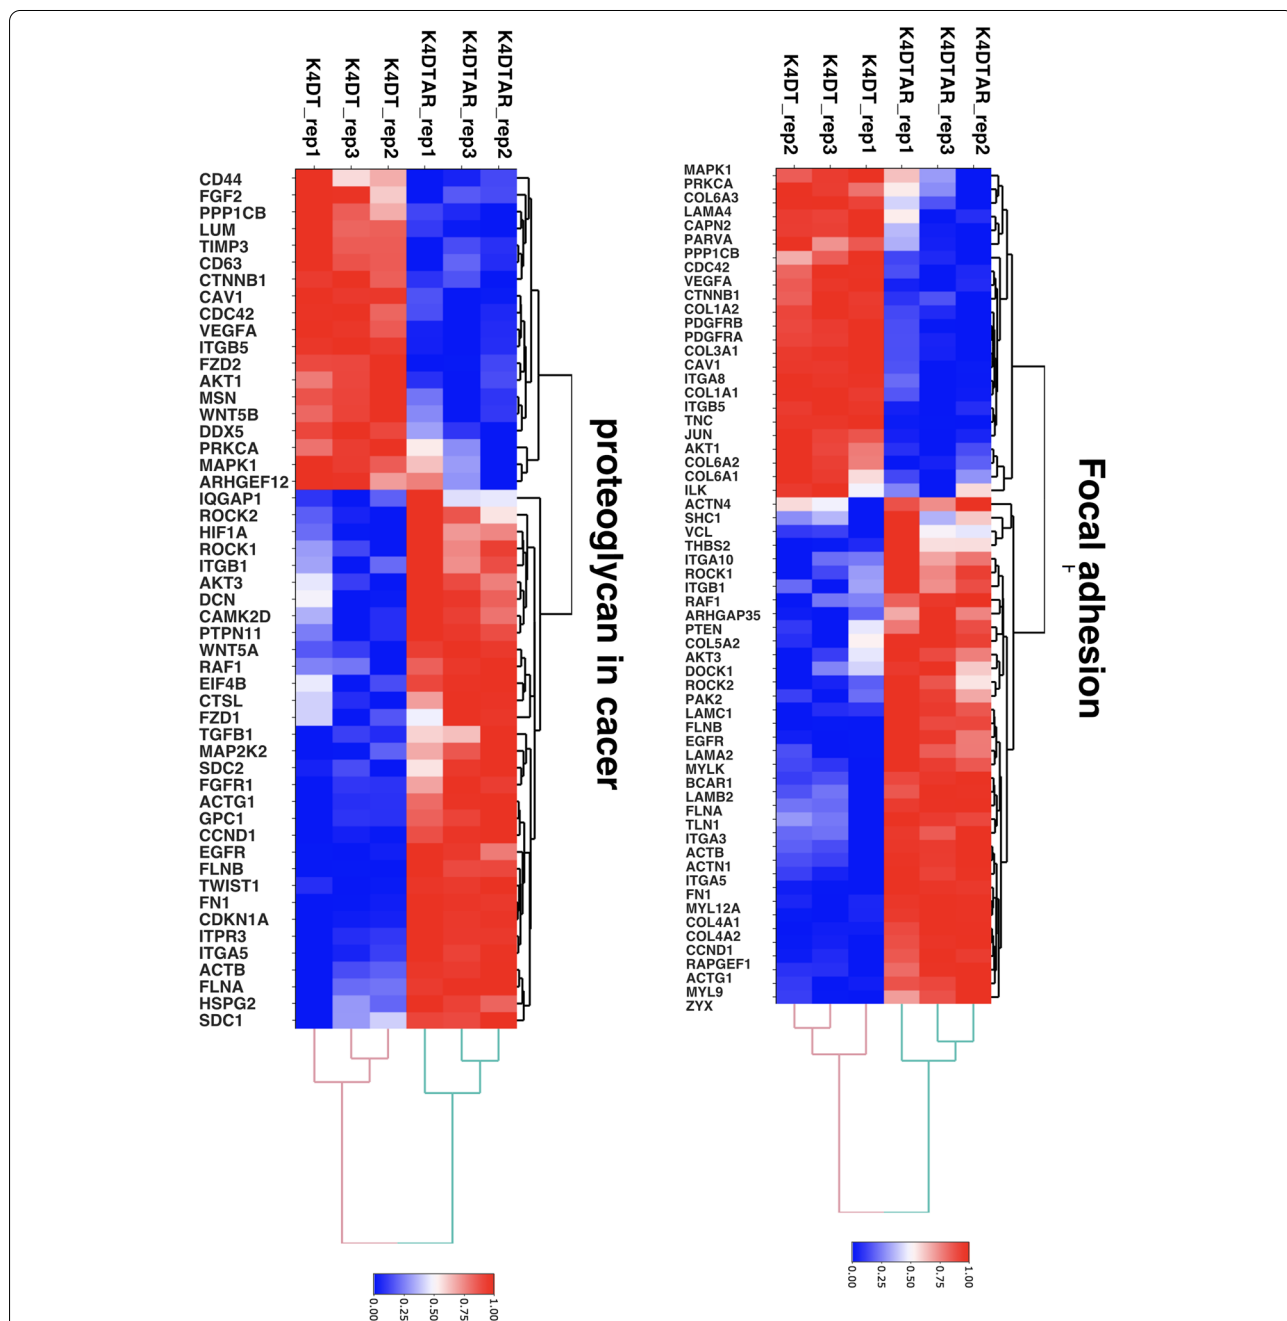 K4DT_rep1
K4DT_rep3
K4DT_rep2
K4DTAR_rep1
K4DTAR_rep3
K4DTAR_rep2
CD44
FGF2
PPP1CB
LUM
TIMP3
CD63
CTNNB1
CAV1
CDC42
VEGFA
ITGB5
FZD2
AKT1
MSN
WNT5B
DDX5
PRKCA
MAPK1
ARHGEF12
IQGAP1
ROCK2
HIF1A
ROCK1
ITGB1
AKT3
DCN
CAMK2D
PTPN11
WNT5A
RAF1
EIF4B
CTSL
FZD1
TGFB1
MAP2K2
SDC2
FGFR1
ACTG1
GPC1
CCND1
EGFR
FLNB
TWIST1
FN1
CDKN1A
ITPR3
ITGA5
ACTB
FLNA
HSPG2
SDC1
proteoglycan in cacer
0.00
0.25
0.50
0.75
1.00
K4DT_rep2
K4DT_rep3
K4DT_rep1
K4DTAR_rep1
K4DTAR_rep3
K4DTAR_rep2
MAPK1
PRKCA
COL6A3
LAMA4
CAPN2
PARVA
PPP1CB
CDC42
VEGFA
CTNNB1
COL1A2
PDGFRB
PDGFRA
COL3A1
CAV1
ITGA8
COL1A1
ITGB5
TNC
JUN
AKT1
COL6A2
COL6A1
ILK
ACTN4
SHC1
VCL
THBS2
ITGA10
ROCK1
ITGB1
RAF1
ARHGAP35
PTEN
COL5A2
AKT3
DOCK1
ROCK2
PAK2
LAMC1
FLNB
EGFR
LAMA2
MYLK
BCAR1
LAMB2
FLNA
TLN1
ITGA3
ACTB
ACTN1
ITGA5
FN1
MYL12A
COL4A1
COL4A2
CCND1
RAPGEF1
ACTG1
MYL9
ZYX
Focal adhesion
0.00
0.25
0.50
0.75
1.00